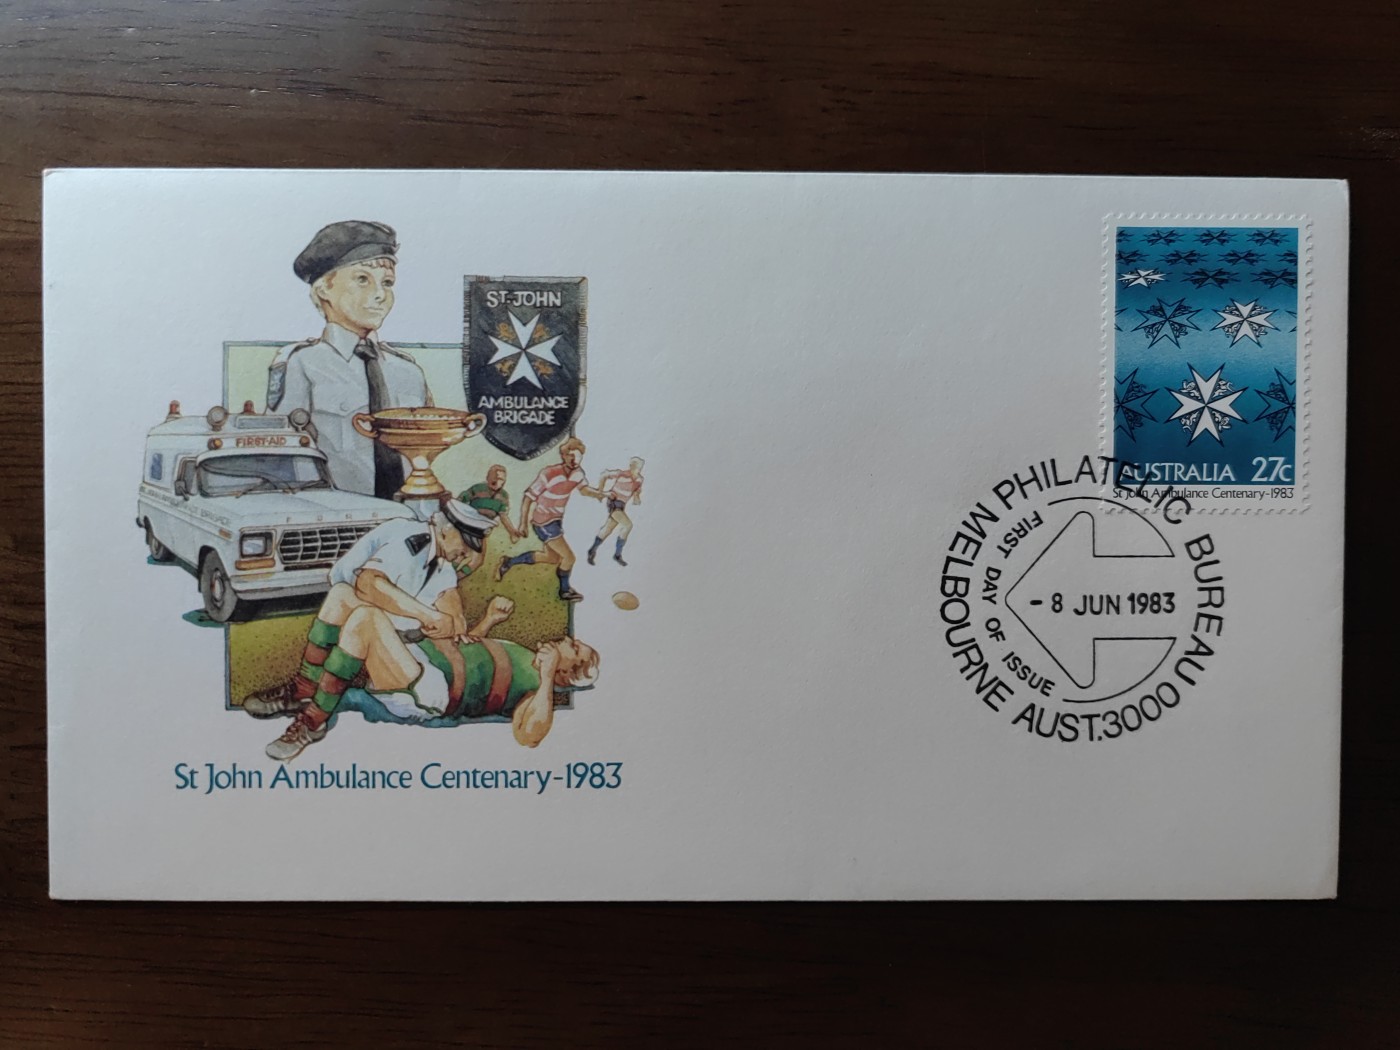 ST. JOHN
AMBULANCE
BRIGADE
FIRST-AID
FORD
St John Ambulance Centenary-1983
AUSTRALIA 27c
St John Ambulance Centenary-1983
PHILATELIC BUREAU
MELBOURNE AUST.3000
FIRST DAY OF ISSUE
- 8 JUN 1983